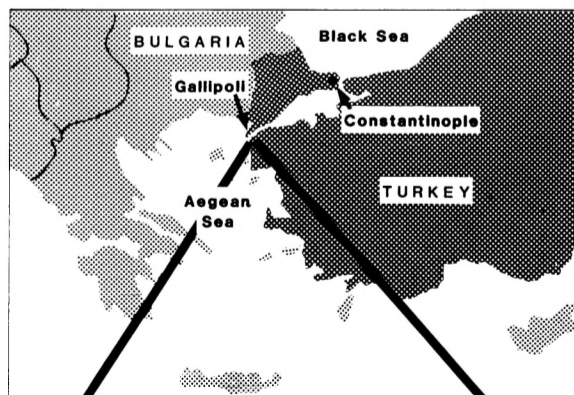 Black Sea
BULGARIA
Gallipoli
Constantinople
TURKEY
Aegean
Sea